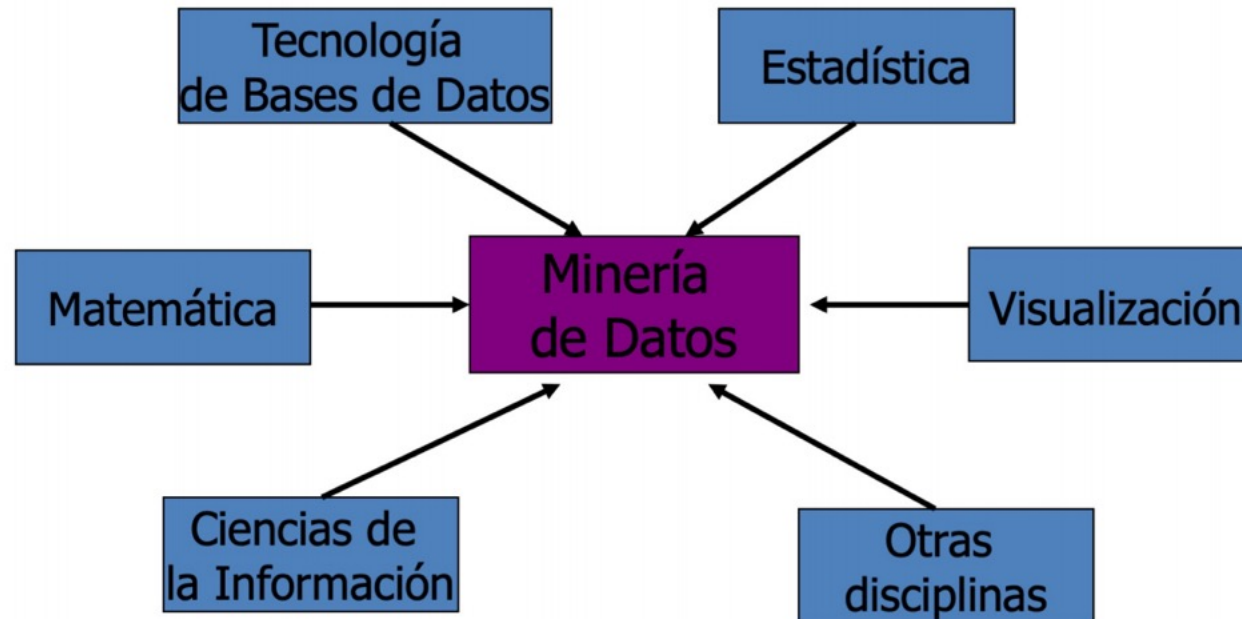 Tecnología
de Bases de Datos
Estadística
Matemática
Minería
de Datos
Visualización
Ciencias de
la Información
Otras
disciplinas